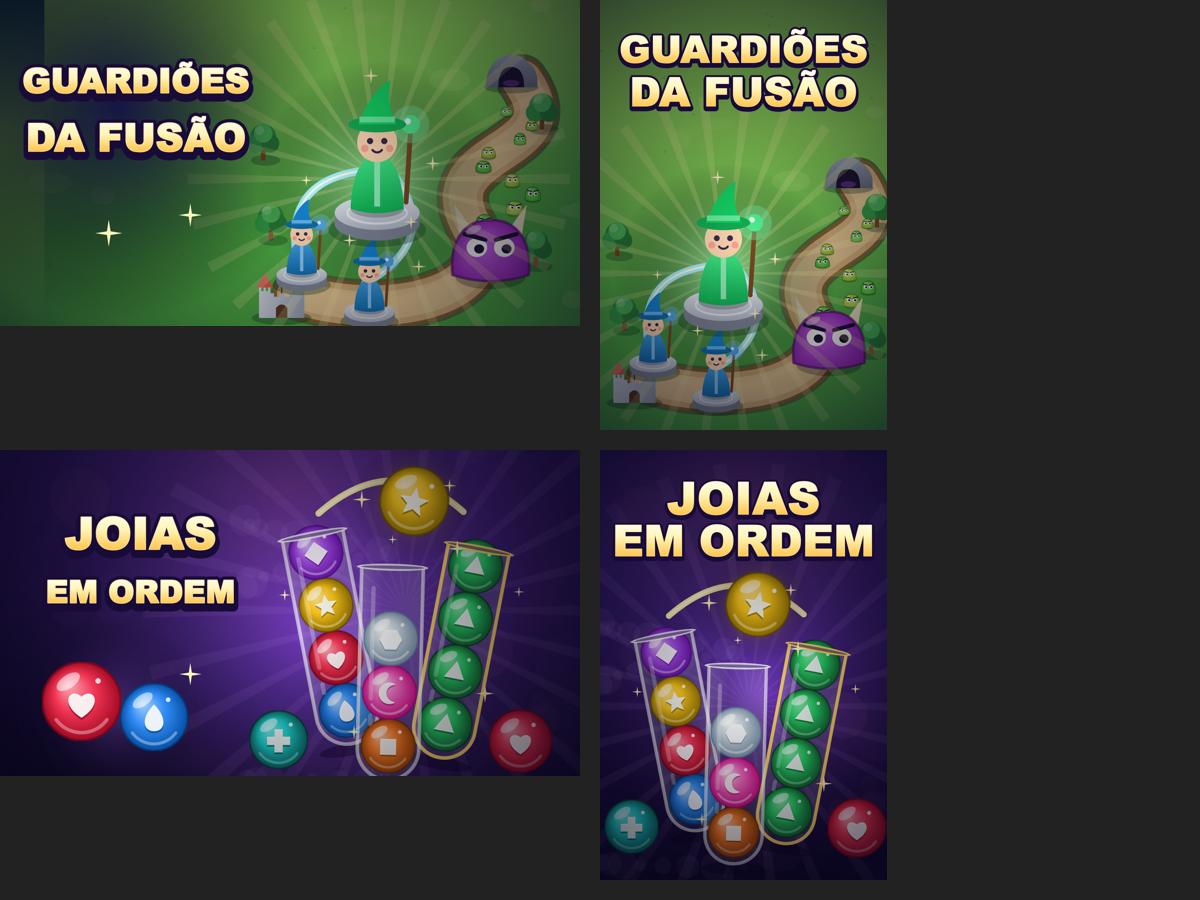 GUARDIÕES
DA FUSÃO
GUARDIÕES
DA FUSÃO
JOIAS
EM ORDEM
JOIAS
EM ORDEM